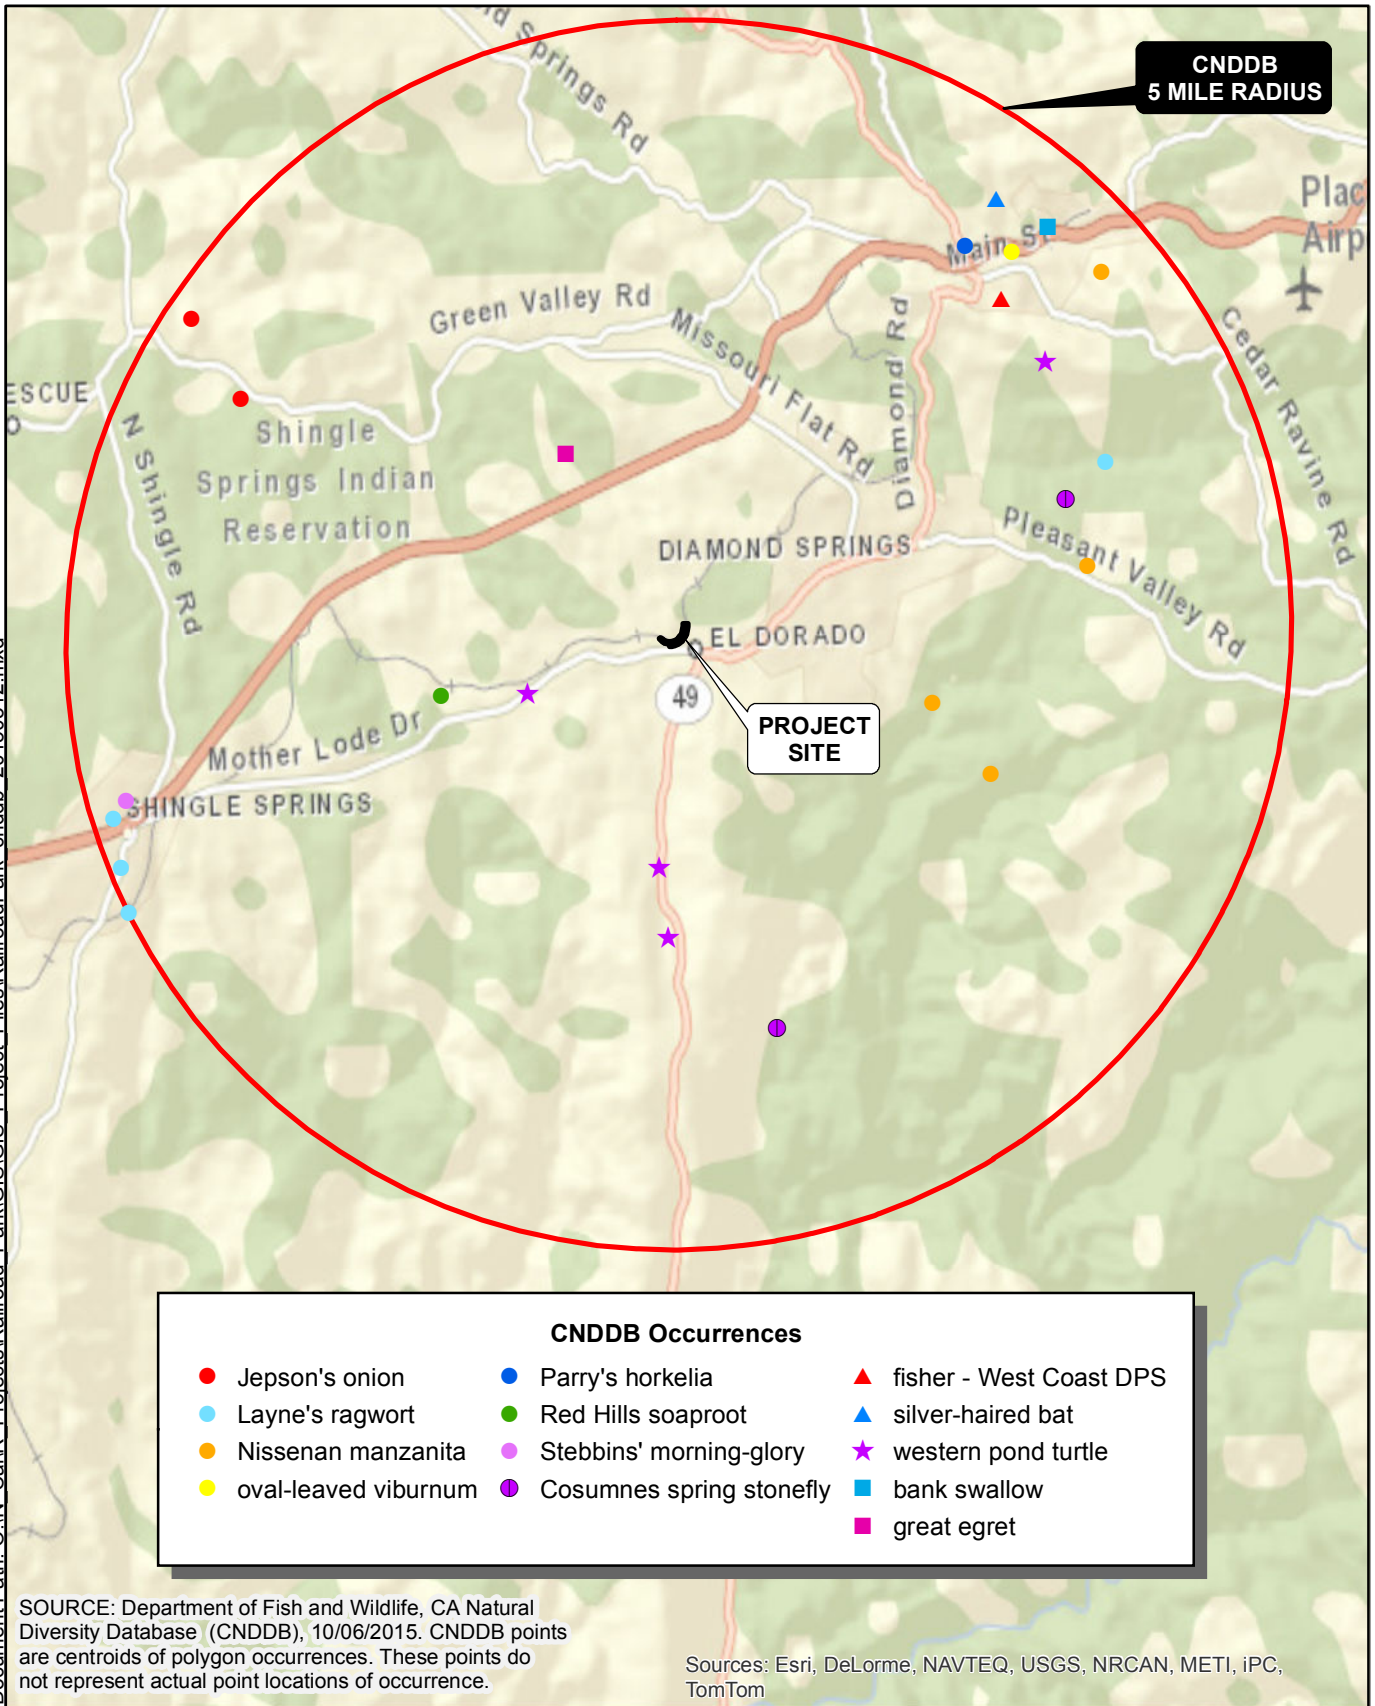 CNDDB
5 MILE RADIUS
Springs Rd
Main St
Green Valley Rd
Missouri Flat Rd
Diamond Rd
Cedar Ravine Rd
N Shingle Rd
Shingle
Springs Indian
Reservation
DIAMOND SPRINGS
Pleasant Valley Rd
EL DORADO
49
PROJECT
SITE
Mother Lode Dr
SHINGLE SPRINGS
CNDDB Occurrences
Jepson's onion
Layne's ragwort
Nissenan manzanita
oval-leaved viburnum
Parry's horkelia
Red Hills soaproot
Stebbins' morning-glory
Cosumnes spring stonefly
fisher - West Coast DPS
silver-haired bat
western pond turtle
bank swallow
great egret
SOURCE: Department of Fish and Wildlife, CA Natural
Diversity Database (CNDDB), 10/06/2015. CNDDB points
are centroids of polygon occurrences. These points do
not represent actual point locations of occurrence.
Sources: Esri, DeLorme, NAVTEQ, USGS, NRCAN, METI, iPC,
TomTom